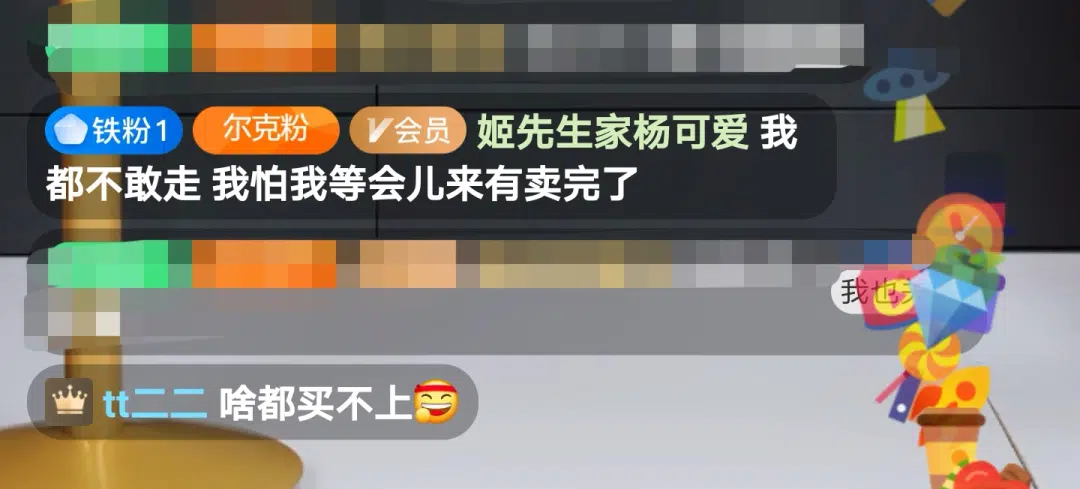 铁粉1 尔克粉 V会员 姬先生家杨可爱 我
都不敢走 我怕我等会儿来有卖完了
我也
tt二二 啥都买不上